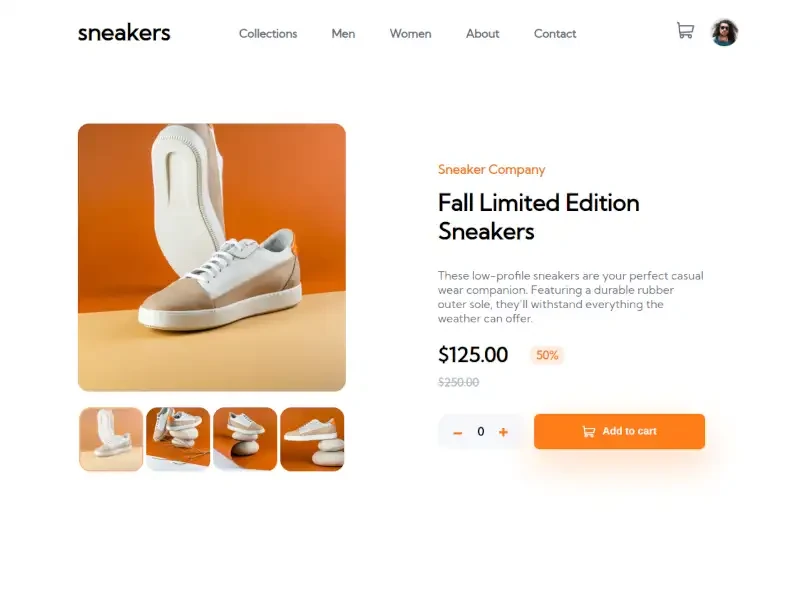 sneakers
Collections
Men
Women
About
Contact
Sneaker Company
Fall Limited Edition
Sneakers
These low-profile sneakers are your perfect casual
wear companion. Featuring a durable rubber
outer sole, they'll withstand everything the
weather can offer.
$125.00
50%
$250.00
0
Add to cart